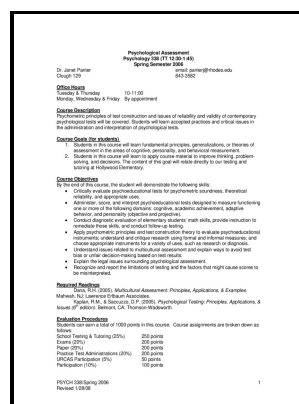 Psychological Assessment
Psychology 338 (TT 12:30-1:45)
Spring Semester 2006
Dr. Janet Panter email: panterj@rhodes.edu
Clough 129 843-3582
Office Hours
Tuesday & Thursday 10-11:00
Monday, Wednesday & Friday By appointment
Course Description
Psychometric principles of test construction and issues of reliability and validity of contemporary
psychological tests will be covered. Students will learn accepted practices and critical issues in
the administration and interpretation of psychological tests.
Course Goals (for students)
1. Students in this course will learn fundamental principles, generalizations, or theories of
assessment in the areas of cognitive, personality, and behavioral measurement.
2. Students in this course will learn to apply course material to improve thinking, problem-
solving, and decisions. The content of this goal will relate directly to our testing and
tutoring at Hollywood Elementary.
Course Objectives
By the end of this course, the student will demonstrate the following skills:
• Critically evaluate psychoeducational tests for psychometric soundness, theoretical
reliability, and appropriate uses.
• Administer, score, and interpret psychoeducational tests designed to measure functioning
one or more of the following domains: cognitive, academic achievement, adaptive
behavior, and personality (objective and projective).
• Conduct diagnostic evaluation of elementary students' math skills, provide instruction to
remediate those skills, and conduct follow-up testing.
• Apply psychometric principles and test construction theory to evaluate psychoeducational
instruments; understand and critique research using formal and informal measures; and
choose appropriate instruments for a variety of uses, such as research or diagnosis.
• Understand issues related to multicultural assessment and explain ways to avoid test
bias or unfair decision-making based on test results.
• Explain the legal issues surrounding psychological assessment.
• Recognize and report the limitations of testing and the factors that might cause scores to
be misinterpreted.
Required Readings
Dana, R.H. (2005). Multicultural Assessment: Principles, Applications, & Examples.
Mahwah, NJ: Lawrence Erlbaum Associates.
Kaplan, R.M., & Saccuzzo, D.P. (2005). Psychological Testing: Principles, Applications, &
Issues (6th edition). Belmont, CA: Thomson-Wadsworth.
Evaluation Procedures
Students can earn a total of 1000 points in this course. Course assignments are broken down as
follows:
School Testing & Tutoring (25%) 250 points
Exams (20%) 200 points
Paper (20%) 200 points
Practice Test Administrations (20%) 200 points
URCAS Participation (5%) 50 points
Participation (10%) 100 points
PSYCH 338/Spring 2006 1
Revised 1/28/08